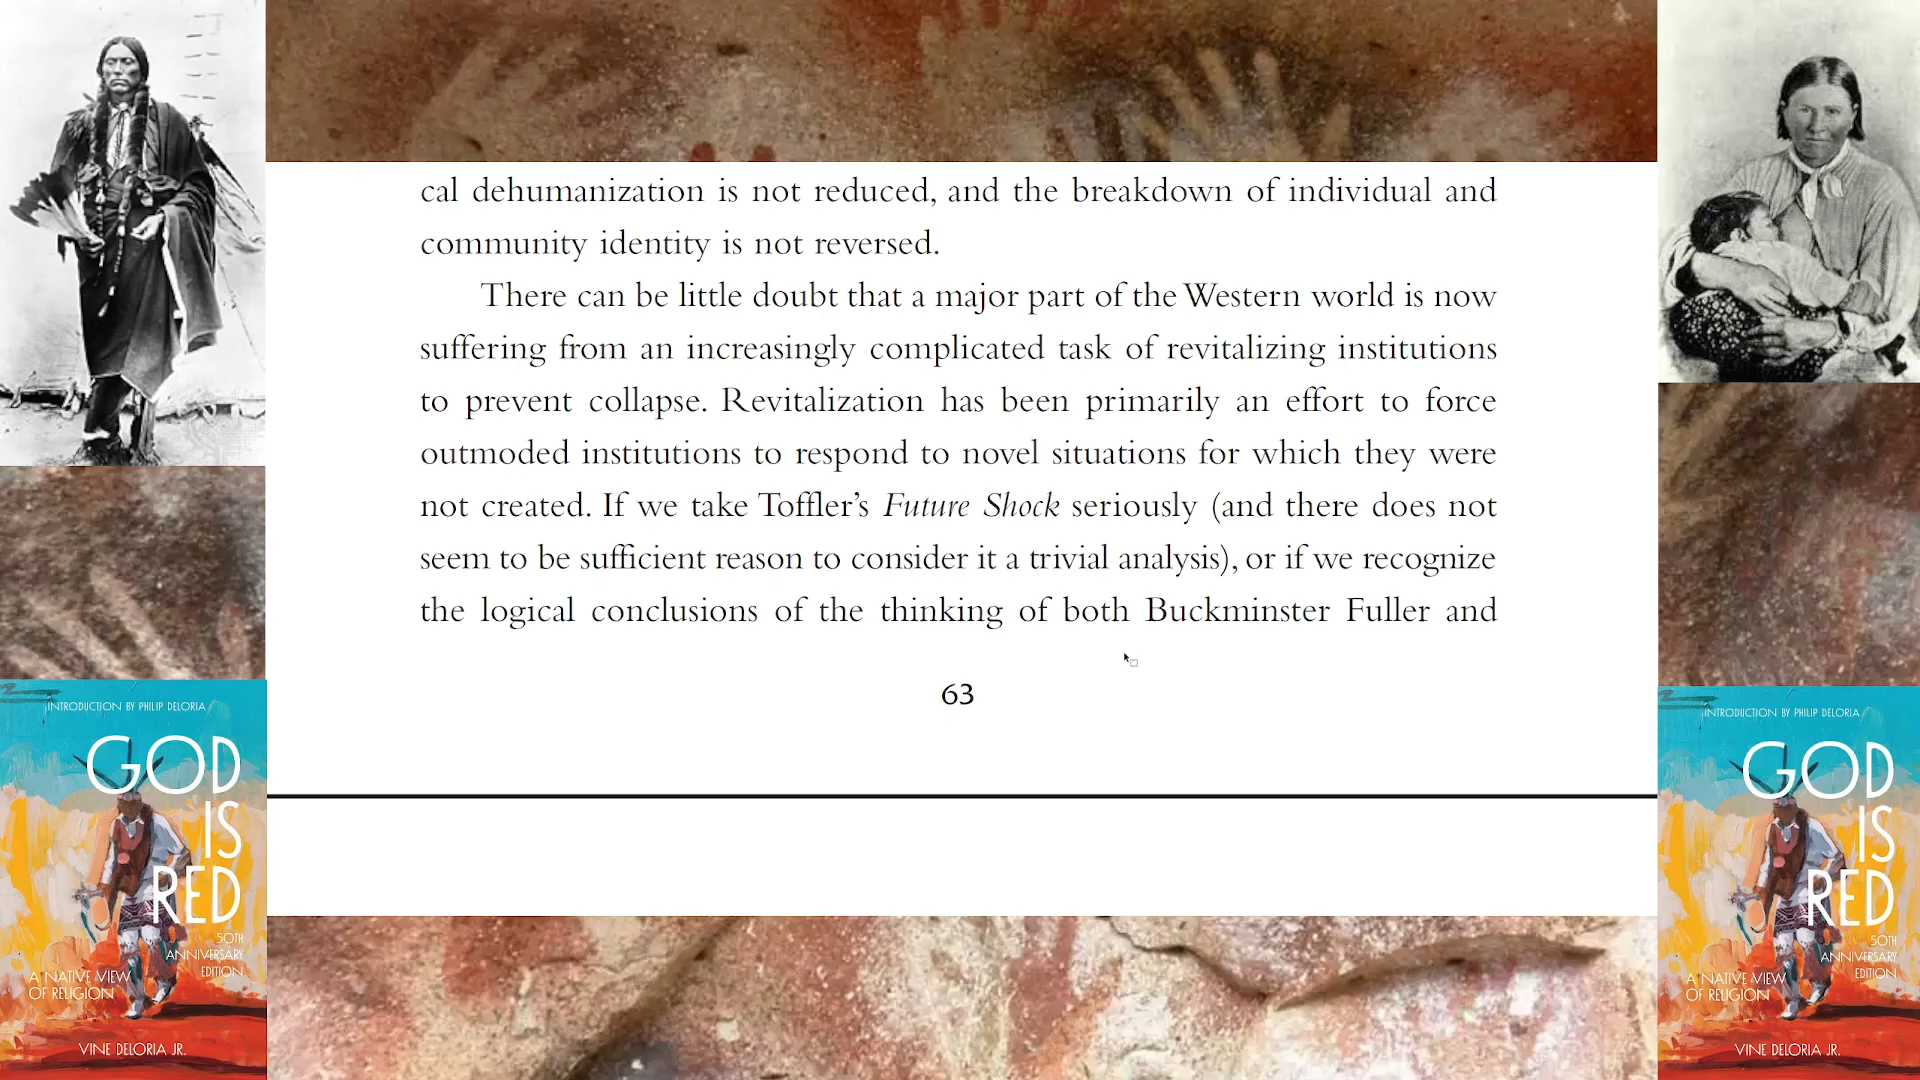 cal dehumanization is not reduced, and the breakdown of individual and
community identity is not reversed.
There can be little doubt that a major part of the Western world is now
suffering from an increasingly complicated task of revitalizing institutions
to prevent collapse. Revitalization has been primarily an effort to force
outmoded institutions to respond to novel situations for which they were
not created. If we take Toffler’s Future Shock seriously (and there does not
seem to be sufficient reason to consider it a trivial analysis), or if we recognize
the logical conclusions of the thinking of both Buckminster Fuller and
63
INTRODUCTION BY PHILIP DELORIA
GOD
IS
RED
50TH
ANNIVERSARY
EDITION
A NATIVE VIEW
OF RELIGION
VINE DELORIA JR.
INTRODUCTION BY PHILIP DELORIA
GOD
IS
RED
50TH
ANNIVERSARY
EDITION
A NATIVE VIEW
OF RELIGION
VINE DELORIA JR.